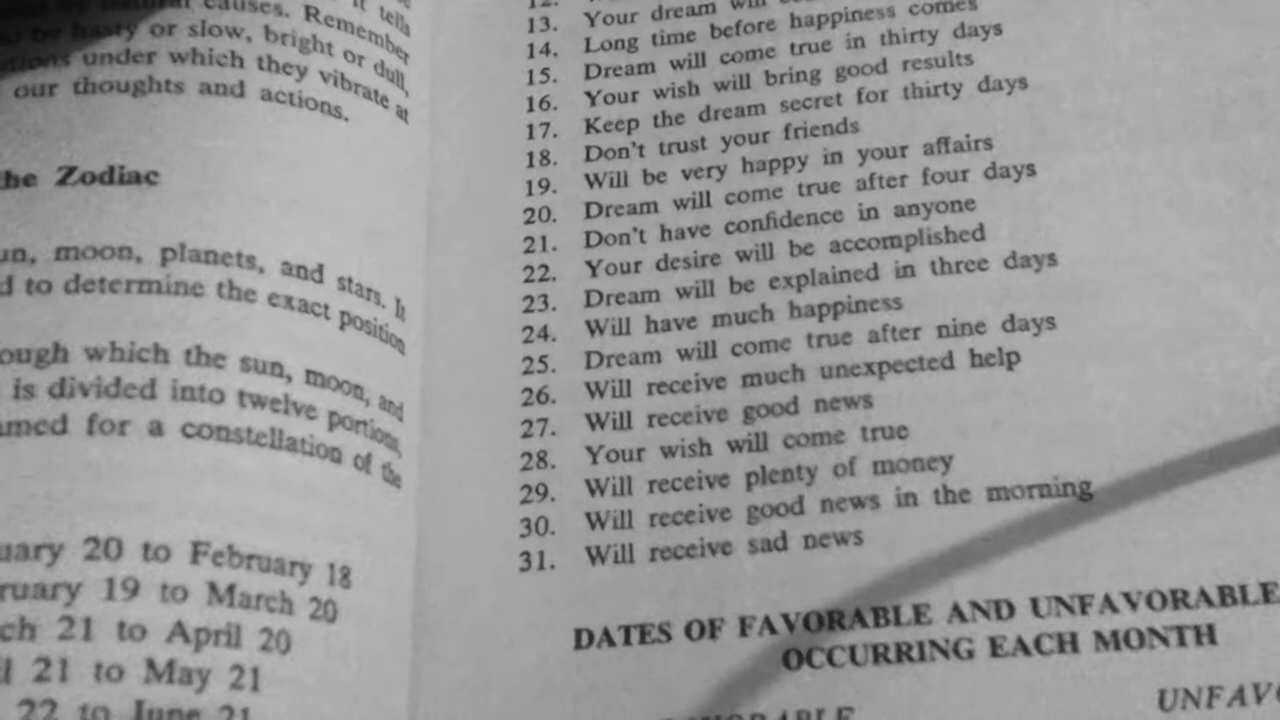 causes. Remember
or slow, bright or dull,
under which they vibrate at
our thoughts and actions.
Zodiac
moon, planets, and stars. It
to determine the exact position
which the sun, moon, and
is divided into twelve portions,
for a constellation of the
20 to February 18
19 to March 20
21 to April 20
21 to May 21
22 to June 21
12.
13. Your dream will
14. Long time before happiness comes
15. Dream will come true in thirty days
16. Your wish will bring good results
17. Keep the dream secret for thirty days
18. Don't trust your friends
19. Will be very happy in your affairs
20. Dream will come true after four days
21. Don't have confidence in anyone
22. Your desire will be accomplished
23. Dream will be explained in three days
24. Will have much happiness
25. Dream will come true after nine days
26. Will receive much unexpected help
27. Will receive good news
28. Your wish will come true
29. Will receive plenty of money
30. Will receive good news in the morning
31. Will receive sad news
DATES OF FAVORABLE AND UNFAVORABLE
OCCURRING EACH MONTH